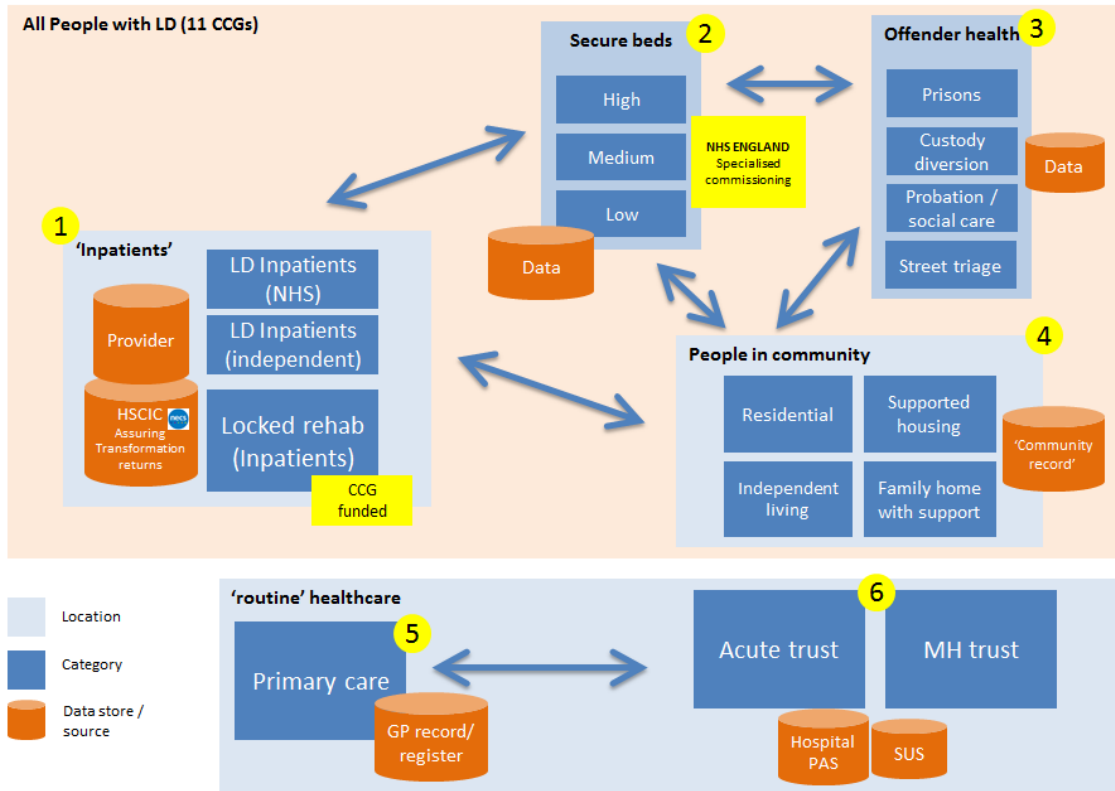 All People with LD (11 CCGs)
2
Secure beds
High
Medium
Low
NHS ENGLAND
Specialised
commissioning
Data
3
Offender health
Prisons
Custody
diversion
Probation /
social care
Street triage
Data
1
‘Inpatients’
LD Inpatients
(NHS)
LD Inpatients
(independent)
Locked rehab
(Inpatients)
Provider
HSCIC
necs
Assuring
Transformation
returns
CCG
funded
4
People in community
Residential
Supported
housing
Independent
living
Family home
with support
‘Community
record’
Location
Category
Data store /
source
‘routine’ healthcare
5
Primary care
GP record/
register
6
Acute trust
MH trust
Hospital
PAS
SUS